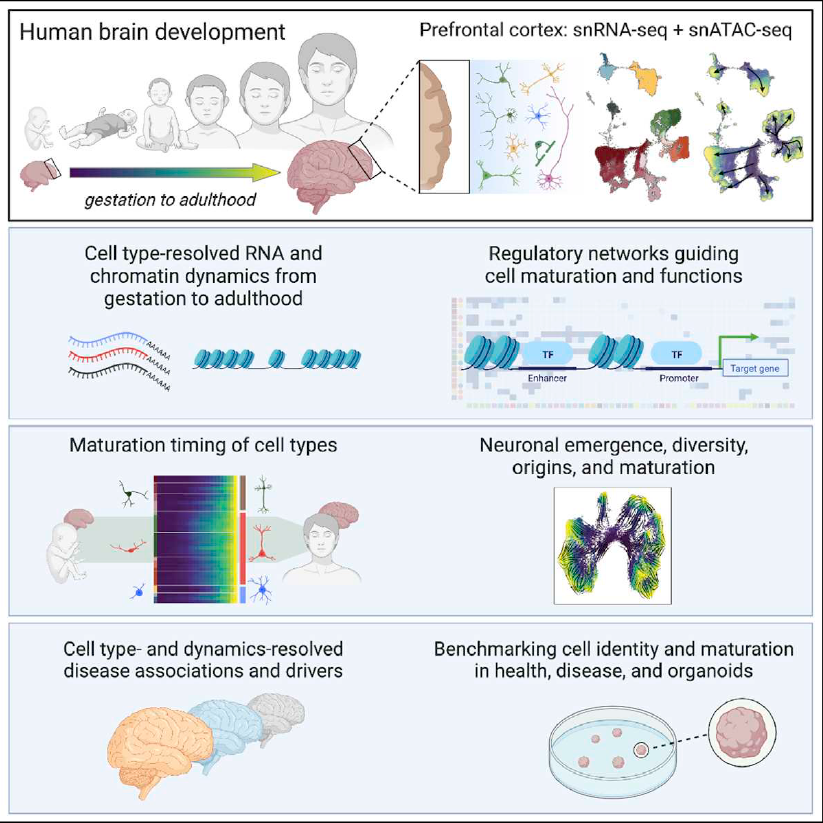 Human brain development
Prefrontal cortex: snRNA-seq + snATAC-seq
gestation to adulthood
Cell type-resolved RNA and
chromatin dynamics from
gestation to adulthood
AAAAAA
AAAAAA
AAAAAA
Regulatory networks guiding
cell maturation and functions
TF
TF
Enhancer
Promoter
Target gene
Maturation timing of cell types
Neuronal emergence, diversity,
origins, and maturation
Cell type- and dynamics-resolved
disease associations and drivers
Benchmarking cell identity and maturation
in health, disease, and organoids